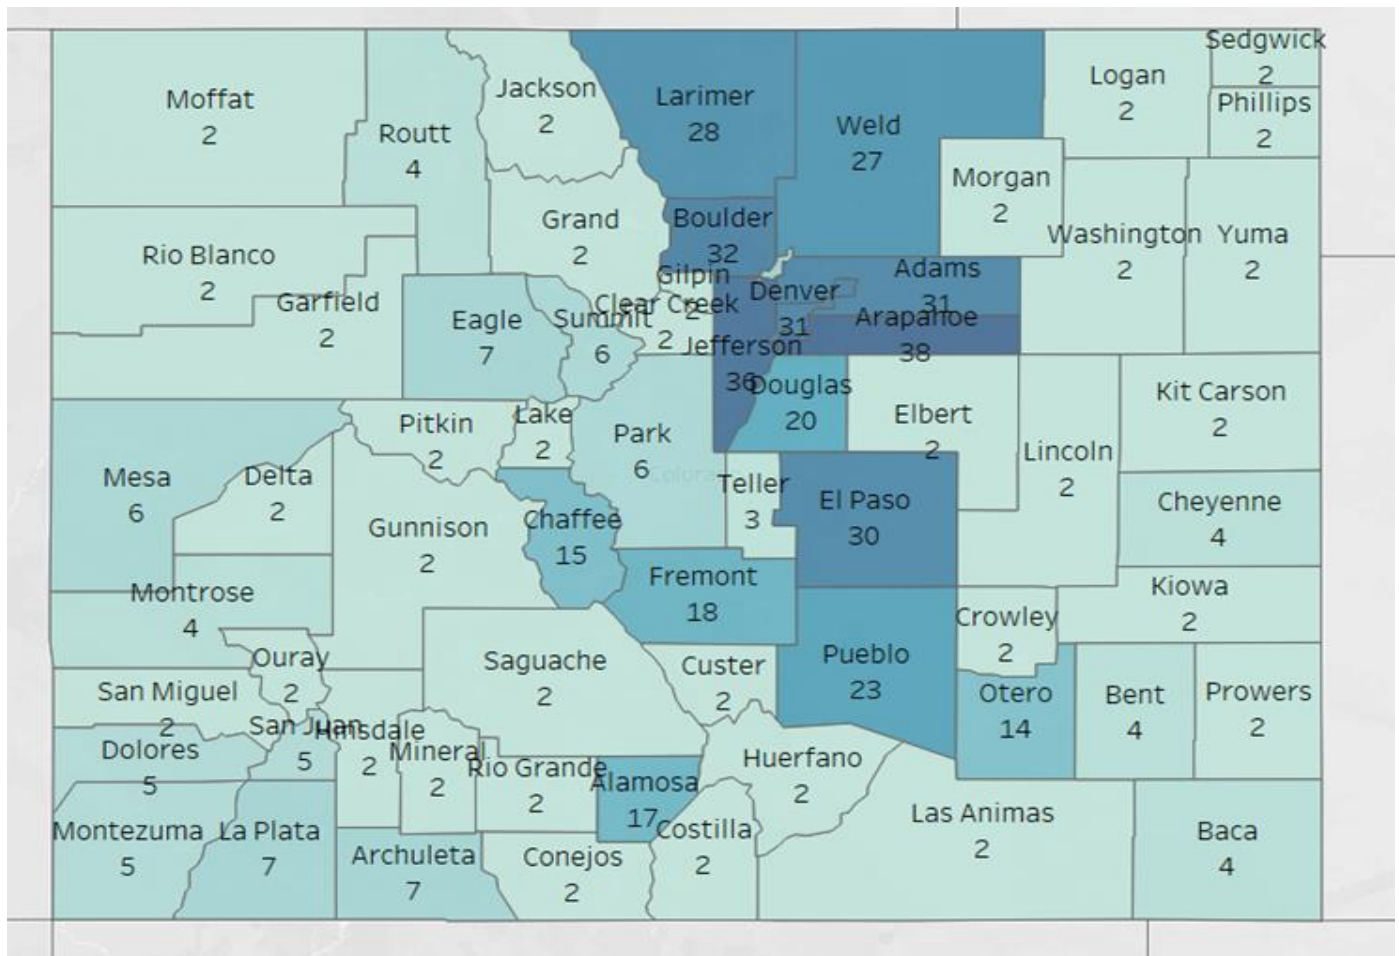 Moffat
2
Routt
4
Jackson
2
Larimer
28
Weld
27
Logan
2
Sedgwick
2
Phillips
2
Rio Blanco
2
Grand
2
Boulder
32
Morgan
2
Washington
2
Yuma
2
Garfield
2
Eagle
7
Summit
6
Gilpin
2
Clear Creek
2
Jefferson
36
Denver
31
Adams
31
Arapahoe
38
Douglas
20
Elbert
2
Lincoln
2
Kit Carson
2
Mesa
6
Delta
2
Pitkin
2
Lake
2
Park
6
Teller
3
El Paso
30
Cheyenne
4
Gunnison
2
Chaffee
15
Fremont
18
Montrose
4
Kiowa
2
Crowley
2
Ouray
2
San Miguel
2
Saguache
2
Custer
2
Pueblo
23
Otero
14
Bent
4
Prowers
2
Dolores
5
San Juan
5
Hinsdale
2
Mineral
2
Rio Grande
2
Alamosa
17
Huerfano
2
Las Animas
2
Baca
4
Montezuma
5
La Plata
7
Archuleta
7
Conejos
2
Costilla
2